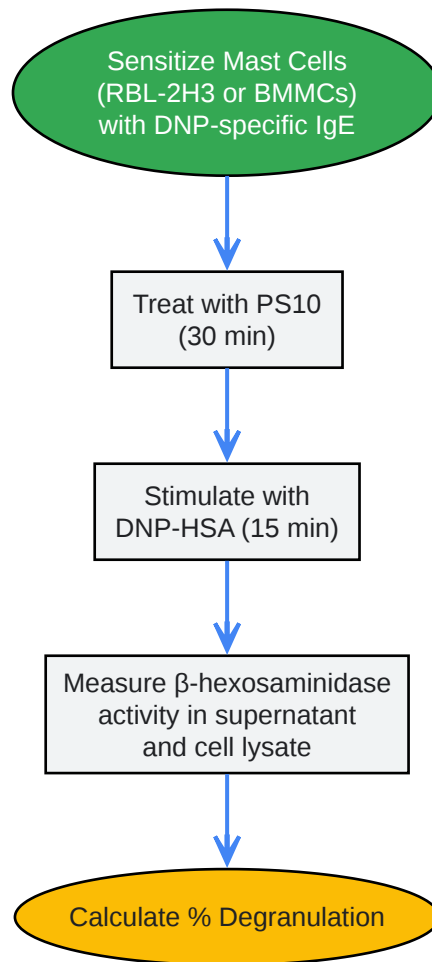 Sensitize Mast Cells
(RBL-2H3 or BMMCs)
with DNP-specific IgE
Treat with PS10
(30 min)
Stimulate with
DNP-HSA (15 min)
Measure β-hexosaminidase
activity in supernatant
and cell lysate
Calculate % Degranulation